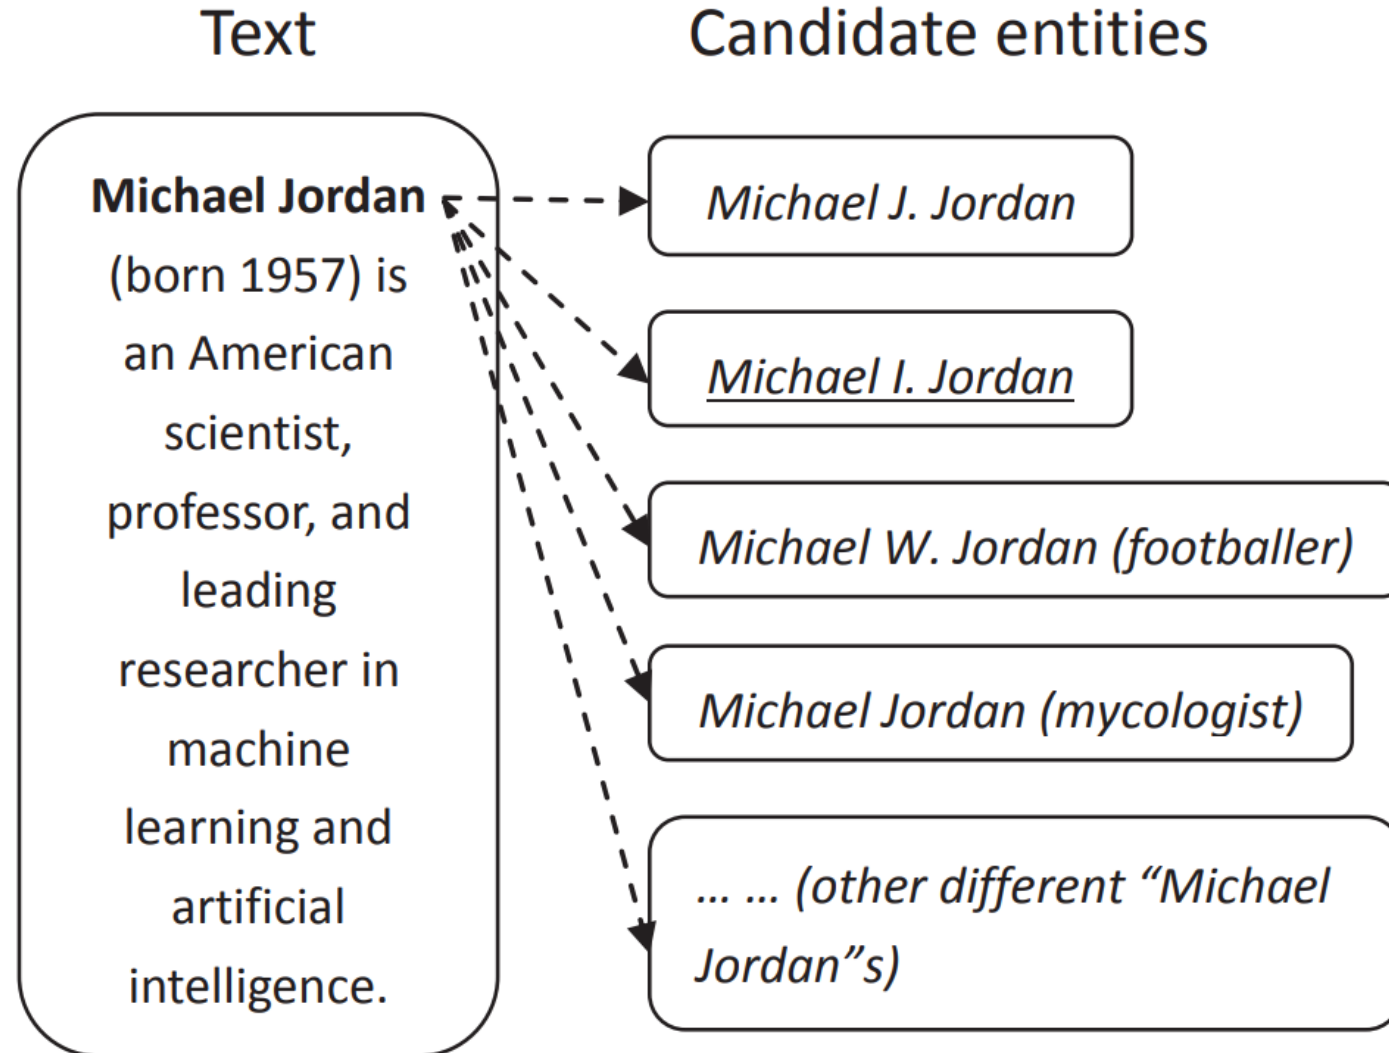 Text
Candidate entities
Michael Jordan
(born 1957) is
an American
scientist,
professor, and
leading
researcher in
machine
learning and
artificial
intelligence.
Michael J. Jordan
Michael I. Jordan
Michael W. Jordan (footballer)
Michael Jordan (mycologist)
... ... (other different “Michael
Jordan”s)